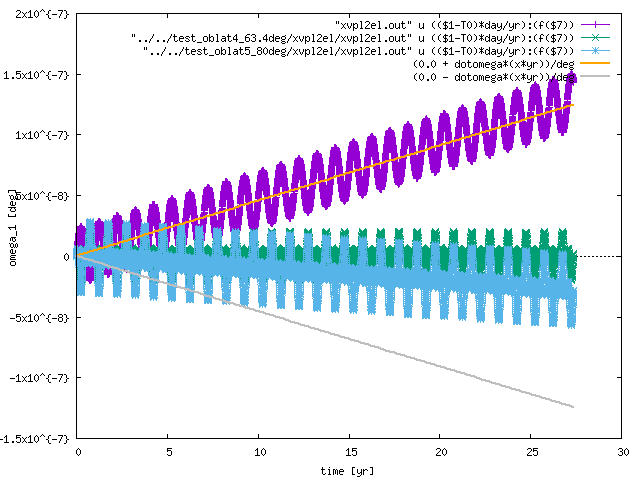 2x10^{-7}
"xvpl2el.out" u (($1-T0)*day/yr):(f($7))
"../../test_oblat4_63.4deg/xvpl2el/xvpl2el.out" u (($1-T0)*day/yr):(f($7))
"../../test_oblat5_80deg/xvpl2el/xvpl2el.out" u (($1-T0)*day/yr):(f($7))
(0.0 + dotomega*(x*yr))/deg
(0.0 - dotomega*(x*yr))/deg
1.5x10^{-7}
1x10^{-7}
5x10^{-8}
0
-5x10^{-8}
-1x10^{-7}
-1.5x10^{-7}
omega_1 [deg]
0 5 10 15 20 25 30
time [yr]